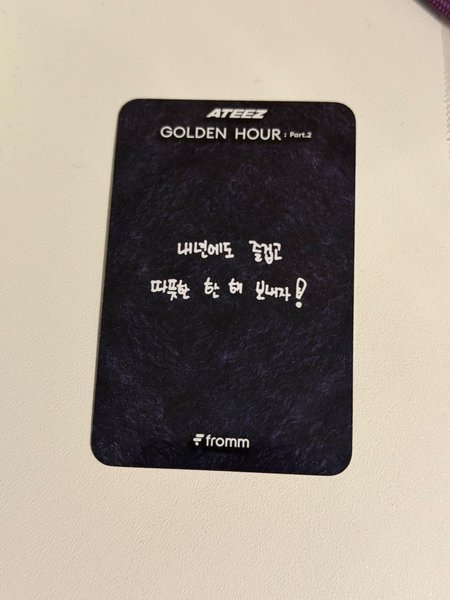 ATEEZ
GOLDEN HOUR : Part.2
내년에도 즐겁고
따뜻한 한 해 보내자!
fromm